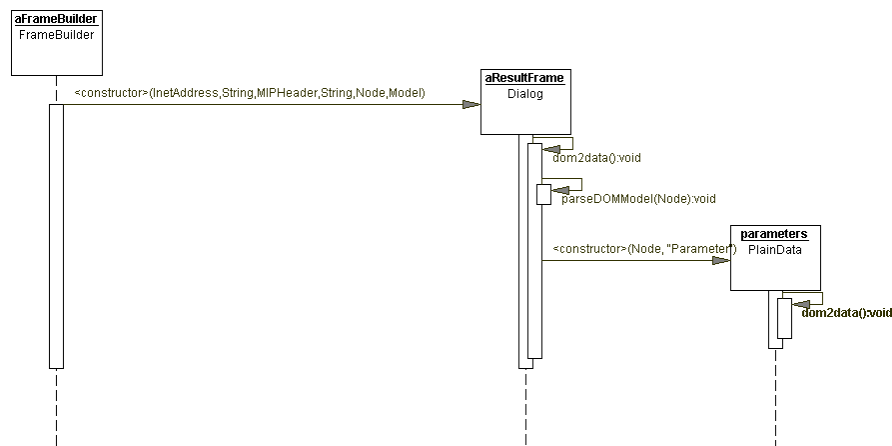 aFrameBuilder
FrameBuilder
<constructor>(InetAddress,String,MIPHeader,String,Node,Model)
aResultFrame
Dialog
dom2data():void
parseDOMModel(Node):void
<constructor>(Node, "Parameter")
parameters
PlainData
dom2data():void